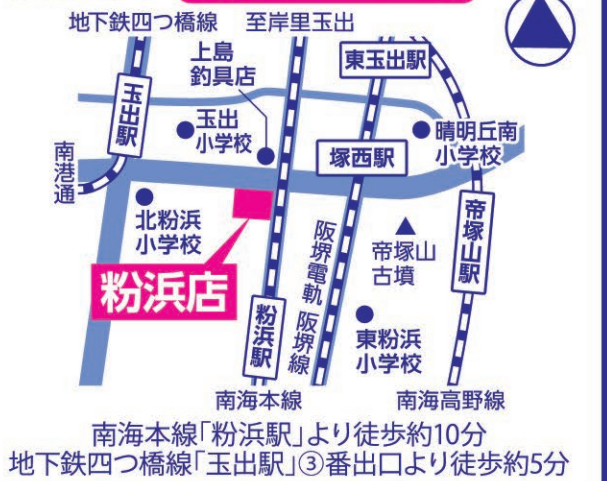 地下鉄四つ橋線
至岸里玉出
上島
釣具店
東玉出駅
玉出駅
玉出
小学校
晴明丘南
小学校
塚西駅
南港通
北粉浜
小学校
帝塚山
古墳
帝塚山駅
粉浜店
阪堺電軌 阪堺線
粉浜駅
東粉浜
小学校
南海本線
南海高野線
南海本線「粉浜駅」より徒歩約10分
地下鉄四つ橋線「玉出駅」③番出口より徒歩約5分